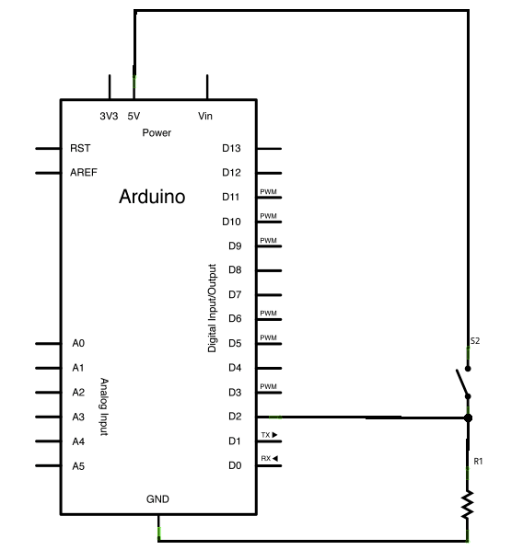 3V3 5V Vin
Power
RST D13
AREF D12
Arduino
D11 PWM
D10 PWM
D9 PWM
D8
D7
Digital Input/Output
D6 PWM
A0 D5 PWM
A1 D4
A2 D3 PWM
A3 D2
A4 D1 TX ▶
A5 D0 RX ◀
Analog Input
GND
S2
R1